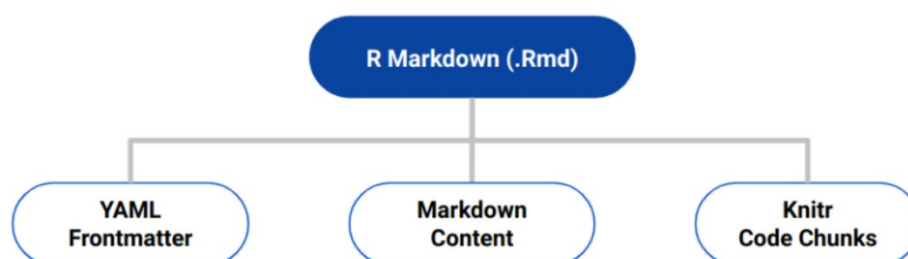 R Markdown (.Rmd)
YAML
Frontmatter
Markdown
Content
Knitr
Code Chunks